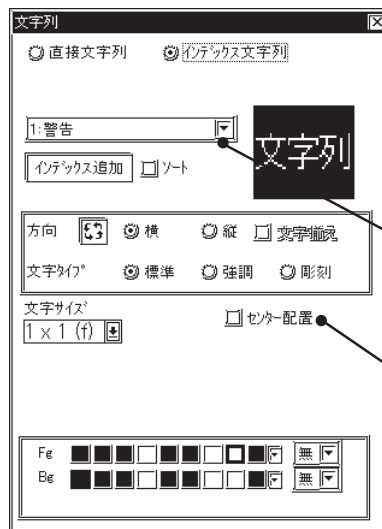 文字列
直接文字列 インデックス文字列
1:警告
文字列
インデックス追加 ソート
方向 横 縦 文字揃え
文字タイプ 標準 強調 彫刻
文字サイズ
1 x 1 (f) センター配置
Fg 無
Bg 無